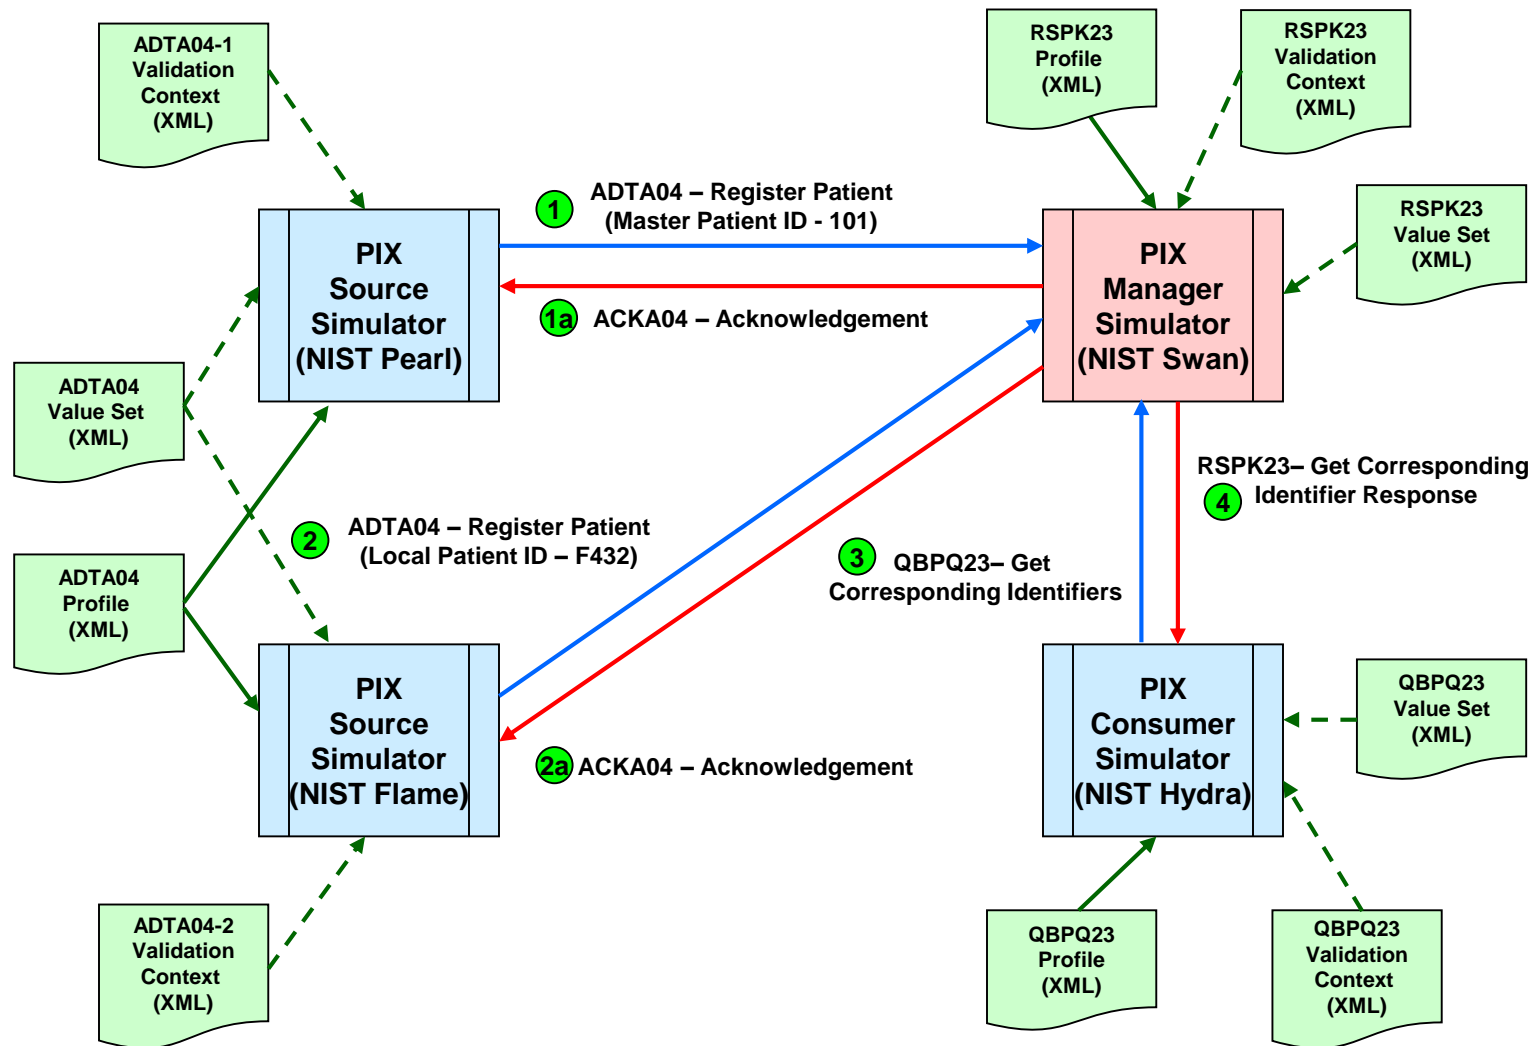 ADTA04-1
Validation
Context
(XML)
RSPK23
Profile
(XML)
RSPK23
Validation
Context
(XML)
1
ADTA04 – Register Patient
(Master Patient ID - 101)
RSPK23
Value Set
(XML)
PIX
Source
Simulator
(NIST Pearl)
PIX
Manager
Simulator
(NIST Swan)
1a
ACKA04 – Acknowledgement
ADTA04
Value Set
(XML)
RSPK23– Get Corresponding
Identifier Response
4
2
ADTA04 – Register Patient
(Local Patient ID – F432)
3
QBPQ23– Get
Corresponding Identifiers
ADTA04
Profile
(XML)
PIX
Source
Simulator
(NIST Flame)
PIX
Consumer
Simulator
(NIST Hydra)
QBPQ23
Value Set
(XML)
2a
ACKA04 – Acknowledgement
ADTA04-2
Validation
Context
(XML)
QBPQ23
Profile
(XML)
QBPQ23
Validation
Context
(XML)